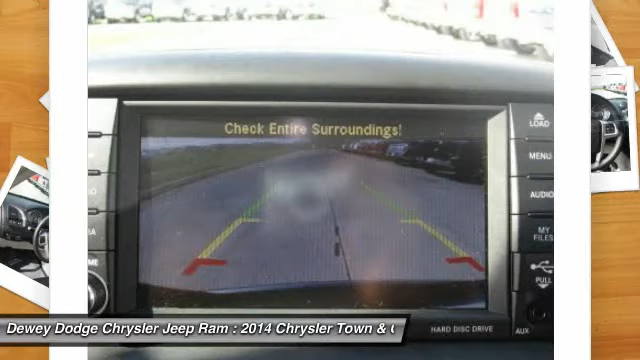 Check Entire Surroundings!
LOAD
MENU
AUDIO
MY
FILES
PULL
HARD DISC DRIVE
AUX
Dewey Dodge Chrysler Jeep Ram : 2014 Chrysler Town &